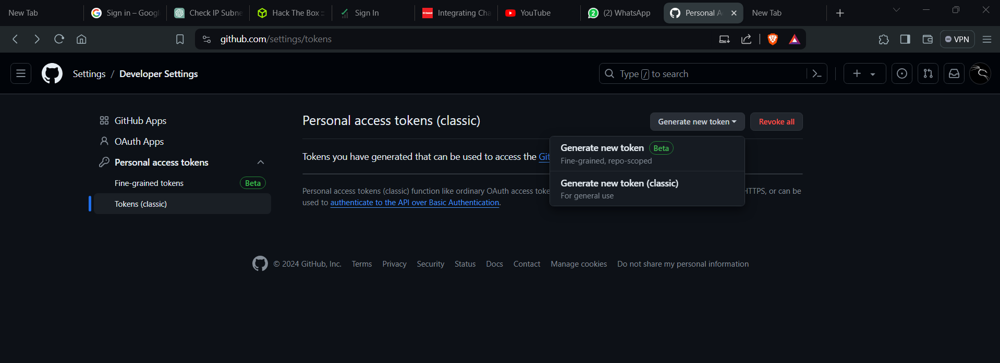 New Tab
Sign in – Googl
Check IP Subne
Hack The Box ::
Sign In
Integrating Cha
YouTube
2 (2) WhatsApp
Personal A
New Tab
github.com/settings/tokens
VPN
Settings / Developer Settings
Type / to search
GitHub Apps
OAuth Apps
Personal access tokens
Fine-grained tokens Beta
Tokens (classic)
Personal access tokens (classic)
Generate new token
Revoke all
Generate new token Beta
Fine-grained, repo-scoped
Generate new token (classic)
For general use
Tokens you have generated that can be used to access the Git
Personal access tokens (classic) function like ordinary OAuth access toke HTTPS, or can be
used to authenticate to the API over Basic Authentication.
© 2024 GitHub, Inc. Terms Privacy Security Status Docs Contact Manage cookies Do not share my personal information